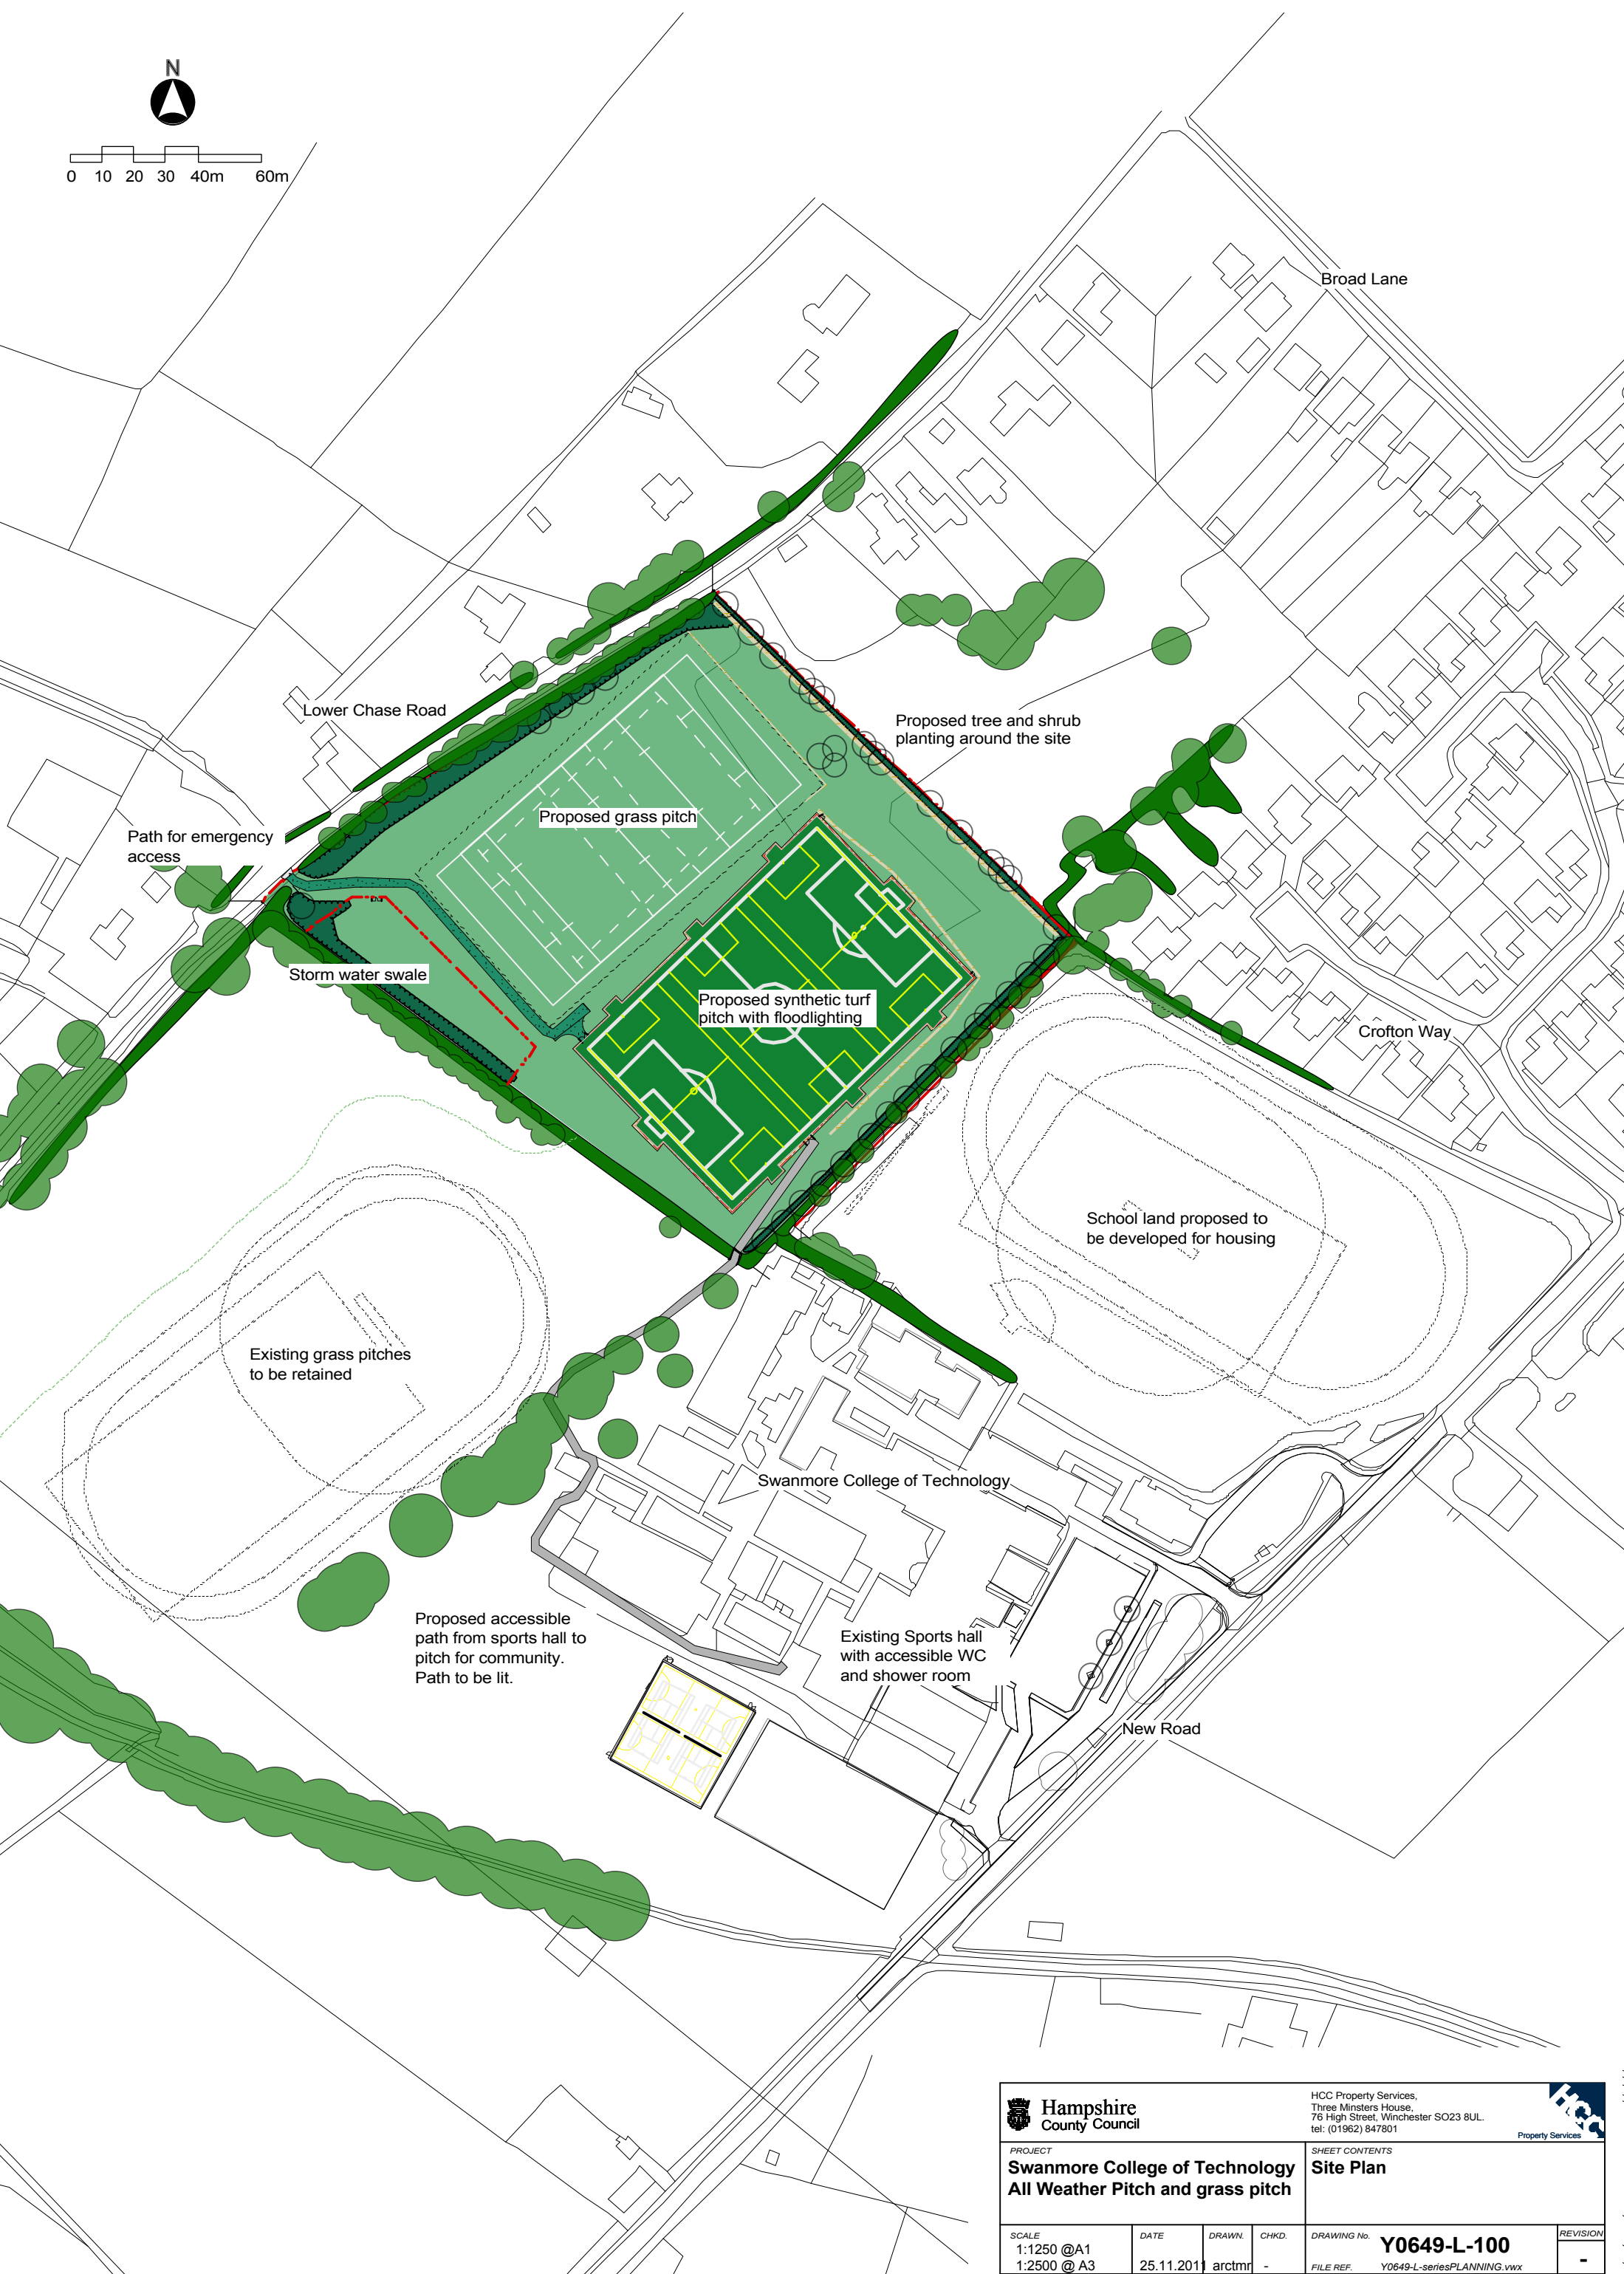 N
0 10 20 30 40m 60m
Broad Lane
Lower Chase Road
Proposed tree and shrub
planting around the site
Proposed grass pitch
Path for emergency
access
Storm water swale
Proposed synthetic turf
pitch with floodlighting
Crofton Way
School land proposed to
be developed for housing
Existing grass pitches
to be retained
Swanmore College of Technology
Proposed accessible
path from sports hall to
pitch for community.
Path to be lit.
Existing Sports hall
with accessible WC
and shower room
New Road
Hampshire
County Council
HCC Property Services,
Three Minsters House,
76 High Street, Winchester SO23 8UL.
tel: (01962) 847801
HCC
Property Services
PROJECT
Swanmore College of Technology
All Weather Pitch and grass pitch
SHEET CONTENTS
Site Plan
SCALE
1:1250 @A1
1:2500 @ A3
DATE
25.11.2011
DRAWN.
arctmr
CHKD.
-
DRAWING No. Y0649-L-100
FILE REF. Y0649-L-seriesPLANNING.vwx
REVISION
-